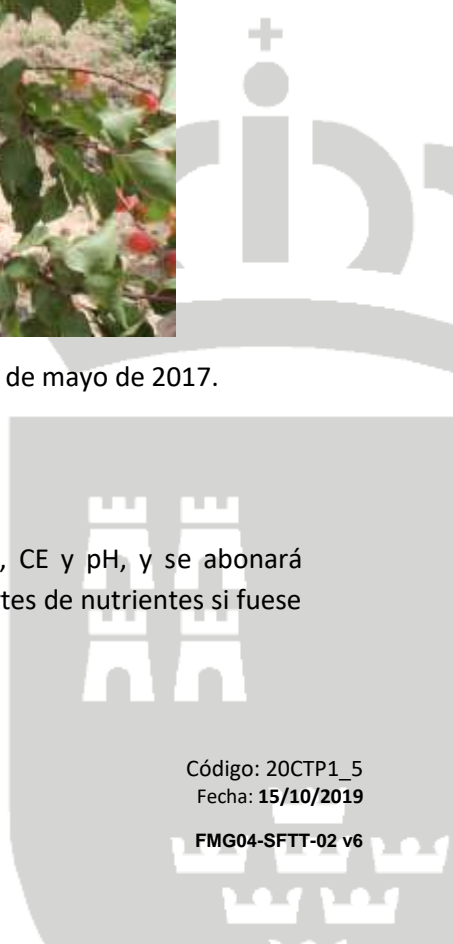 de mayo de 2017.
, CE y pH, y se abonará
tes de nutrientes si fuese
Código: 20CTP1_5
Fecha: 15/10/2019
FMG04-SFTT-02 v6